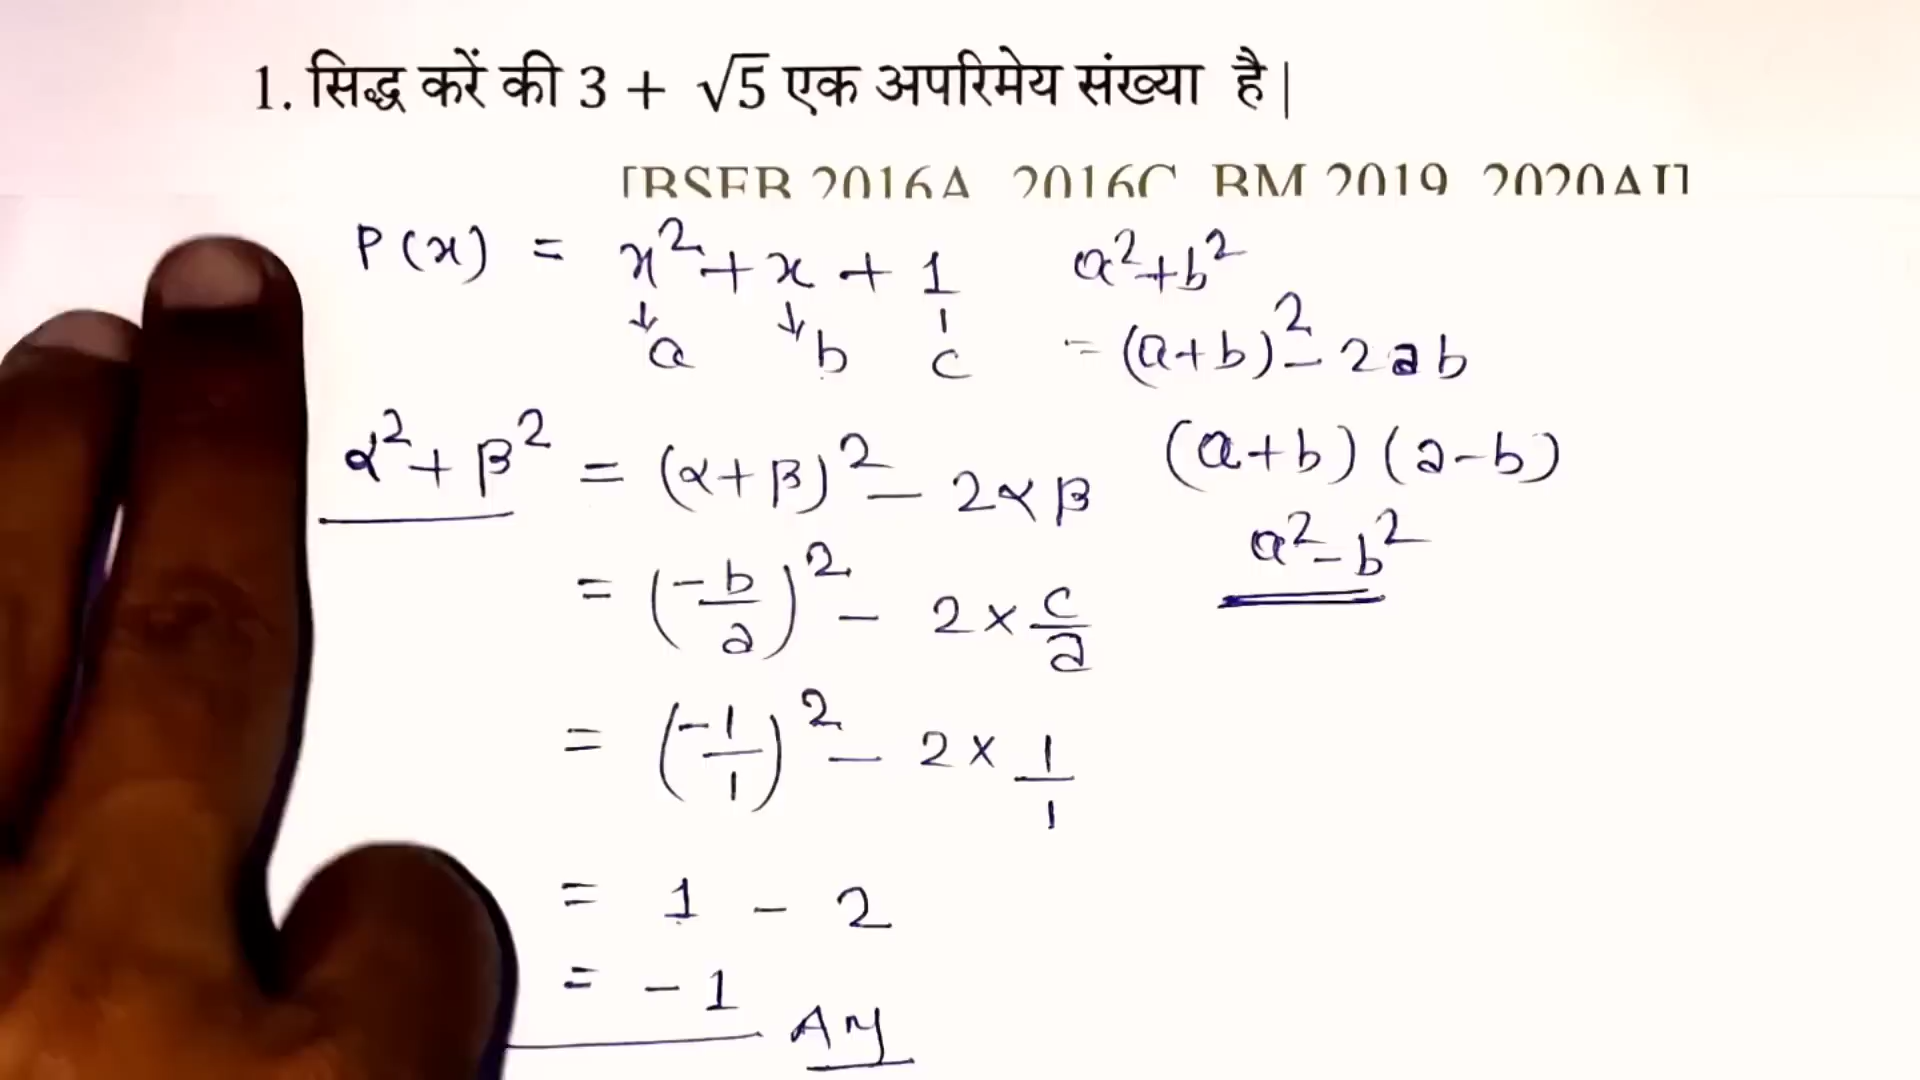 1. सिद्ध करें की 3 + √5 एक अपरिमेय संख्या है|
[BSEB 2016A, 2016C, BM 2019, 2020AI]
P(x) = x² + x + 1
↓a ↓b c
a²+b²
= (a+b)² - 2ab
(a+b) (a-b)
a²-b²
α²+β² = (α+β)² - 2αβ
= (-b/a)² - 2 × c/a
= (-1/1)² - 2 × 1/1
= 1 - 2
= -1 Ans